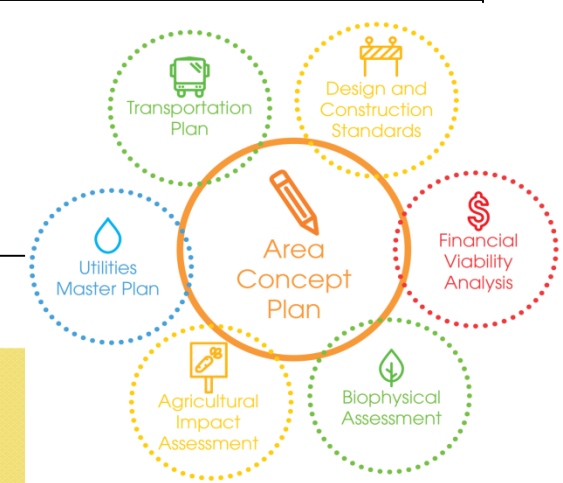 Transportation
Plan
Design and
Construction
Standards
Utilities
Master Plan
Area
Concept
Plan
Financial
Viability
Analysis
Agricultural
Impact
Assessment
Biophysical
Assessment